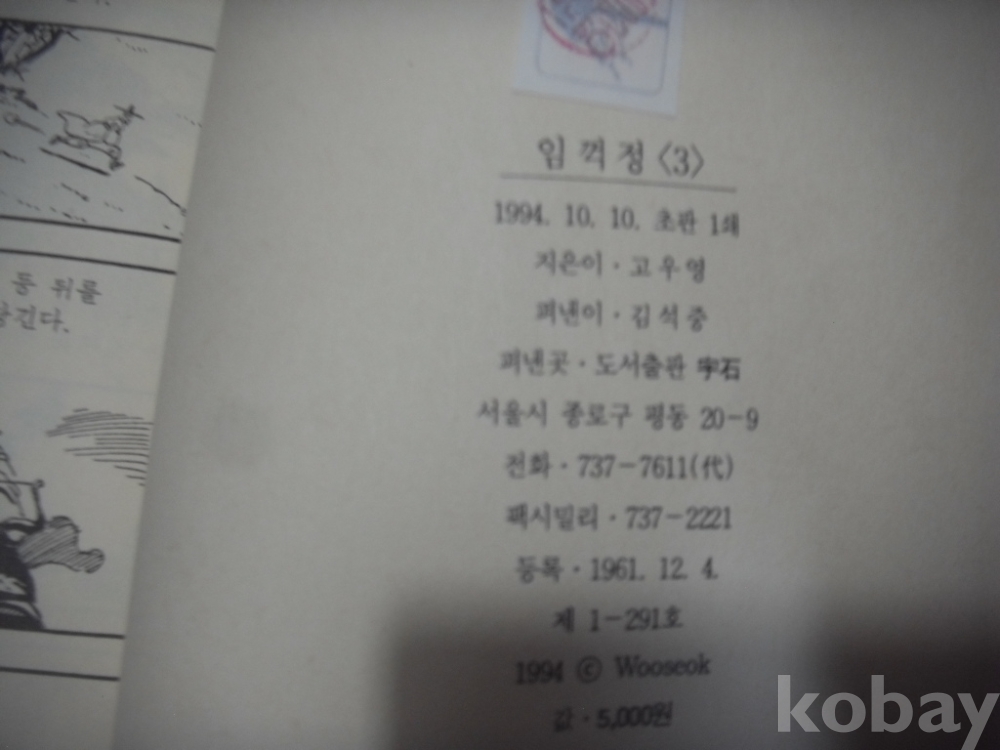 등 뒤를
긴다.
임 꺽 정 〈3〉
1994. 10. 10. 초판 1쇄
지은이 · 고우영
펴낸이 · 김석중
펴낸곳 · 도서출판 宇石
서울시 종로구 평동 20-9
전화 · 737-7611(代)
팩시밀리 · 737-2221
등록 · 1961. 12. 4.
제 1-291호
1994 ⓒ Wooseok
값 · 5,000원
kobay